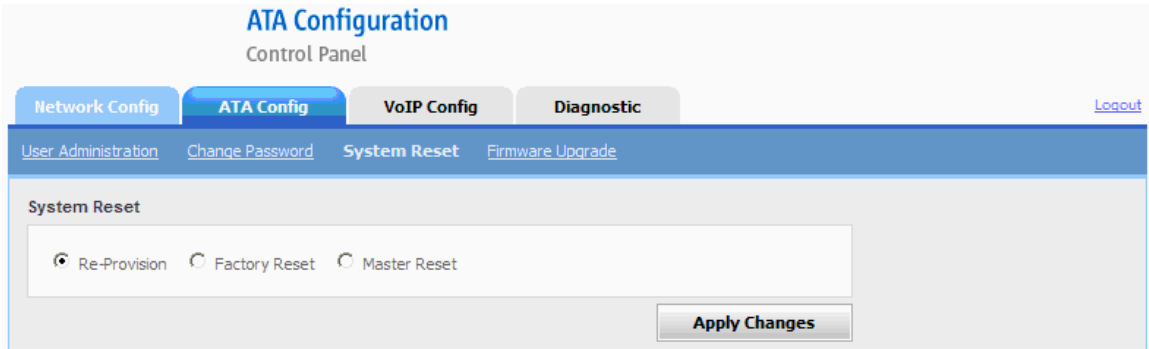 ATA Configuration
Control Panel
Network Config ATA Config VoIP Config Diagnostic Logout
User Administration Change Password System Reset Firmware Upgrade
System Reset
Re-Provision Factory Reset Master Reset
Apply Changes